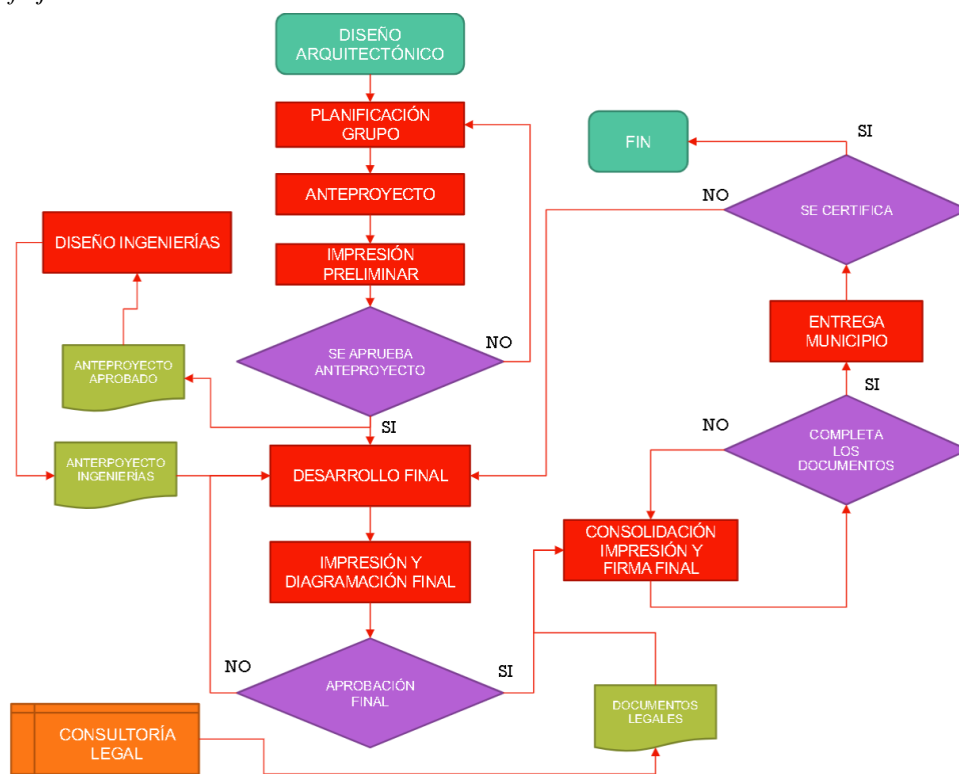 DISEÑO
ARQUITECTÓNICO
PLANIFICACIÓN
GRUPO
SI
FIN
ANTEPROYECTO
NO
SE CERTIFICA
DISEÑO INGENIERÍAS
IMPRESIÓN
PRELIMINAR
ENTREGA
MUNICIPIO
SE APRUEBA
ANTEPROYECTO
NO
ANTEPROYECTO
APROBADO
SI
SI
NO
COMPLETA
LOS
DOCUMENTOS
ANTERPOYECTO
INGENIERÍAS
DESARROLLO FINAL
CONSOLIDACIÓN
IMPRESIÓN Y
FIRMA FINAL
IMPRESIÓN Y
DIAGRAMACIÓN FINAL
NO
SI
APROBACIÓN
FINAL
DOCUMENTOS
LEGALES
CONSULTORÍA
LEGAL